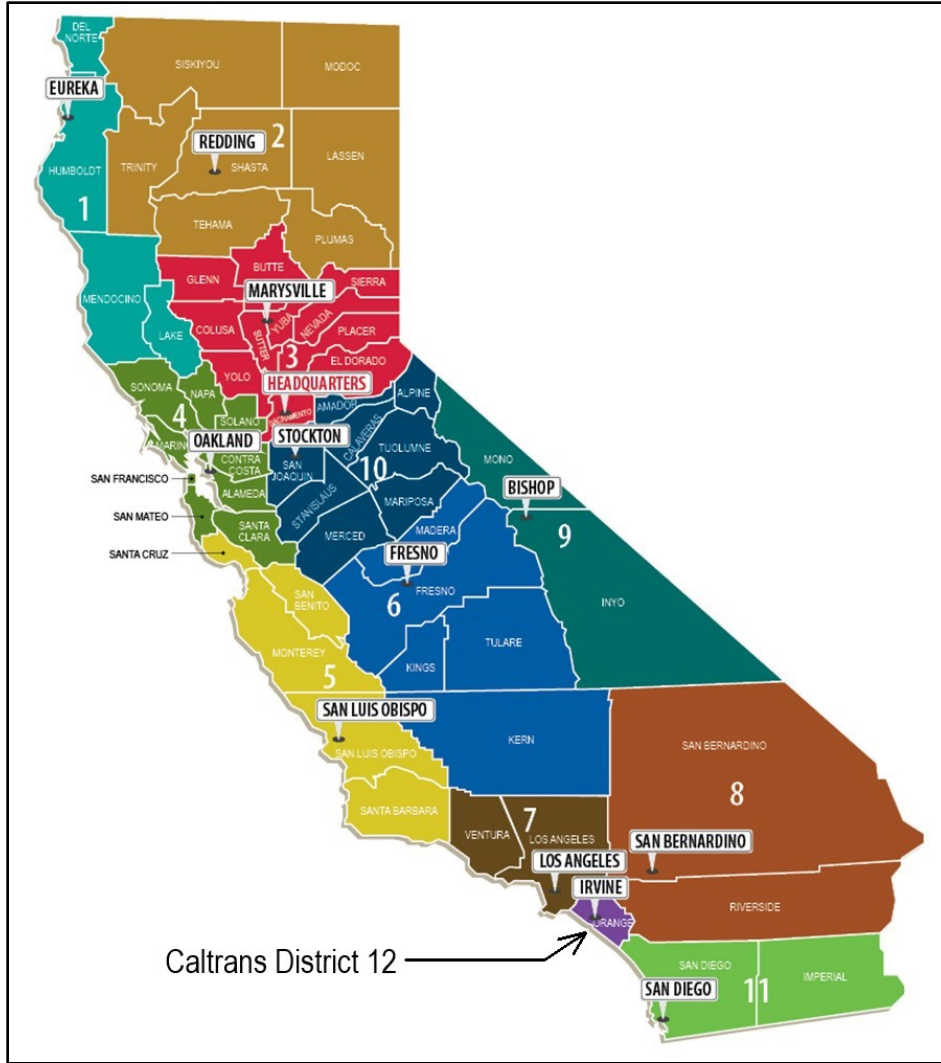 DEL
NORTE
SISKIYOU
MODOC
EUREKA
REDDING
2
HUMBOLDT
TRINITY
SHASTA
LASSEN
1
TEHAMA
PLUMAS
MENDOCINO
GLENN
BUTTE
SIERRA
MARYSVILLE
LAKE
COLUSA
SUTTER
YUBA
NEVADA
PLACER
3
YOLO
EL DORADO
HEADQUARTERS
SACRAMENTO
SONOMA
NAPA
4
SOLANO
AMADOR
ALPINE
MARIN
OAKLAND
STOCKTON
CALAVERAS
TUOLUMNE
CONTRA
COSTA
SAN
JOAQUIN
10
MONO
SAN FRANCISCO
ALAMEDA
STANISLAUS
MARIPOSA
BISHOP
SAN MATEO
SANTA
CLARA
MERCED
MADERA
9
SANTA CRUZ
FRESNO
SAN
BENITO
6
FRESNO
INYO
MONTEREY
KINGS
TULARE
5
SAN LUIS OBISPO
SAN LUIS OBISPO
KERN
SAN BERNARDINO
SANTA BARBARA
8
VENTURA
7
LOS ANGELES
SAN BERNARDINO
LOS ANGELES
IRVINE
ORANGE
RIVERSIDE
Caltrans District 12
SAN DIEGO
IMPERIAL
SAN DIEGO
11